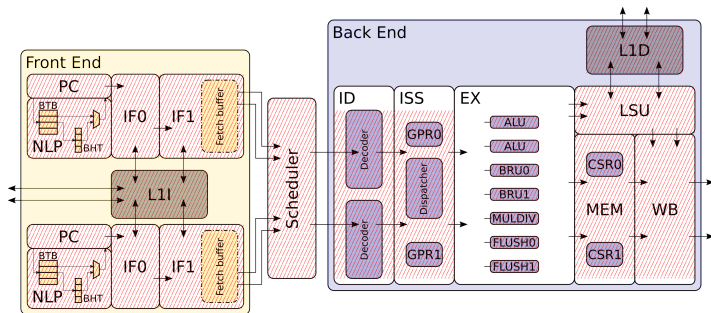 Front End
PC
BTB
NLP
BHT
IF0
IF1
Fetch buffer
L1I
PC
BTB
NLP
BHT
IF0
IF1
Fetch buffer
Scheduler
Back End
L1D
ID
Decoder
Decoder
ISS
GPR0
Dispatcher
GPR1
EX
ALU
ALU
BRU0
BRU1
MULDIV
FLUSH0
FLUSH1
LSU
CSR0
MEM
CSR1
WB